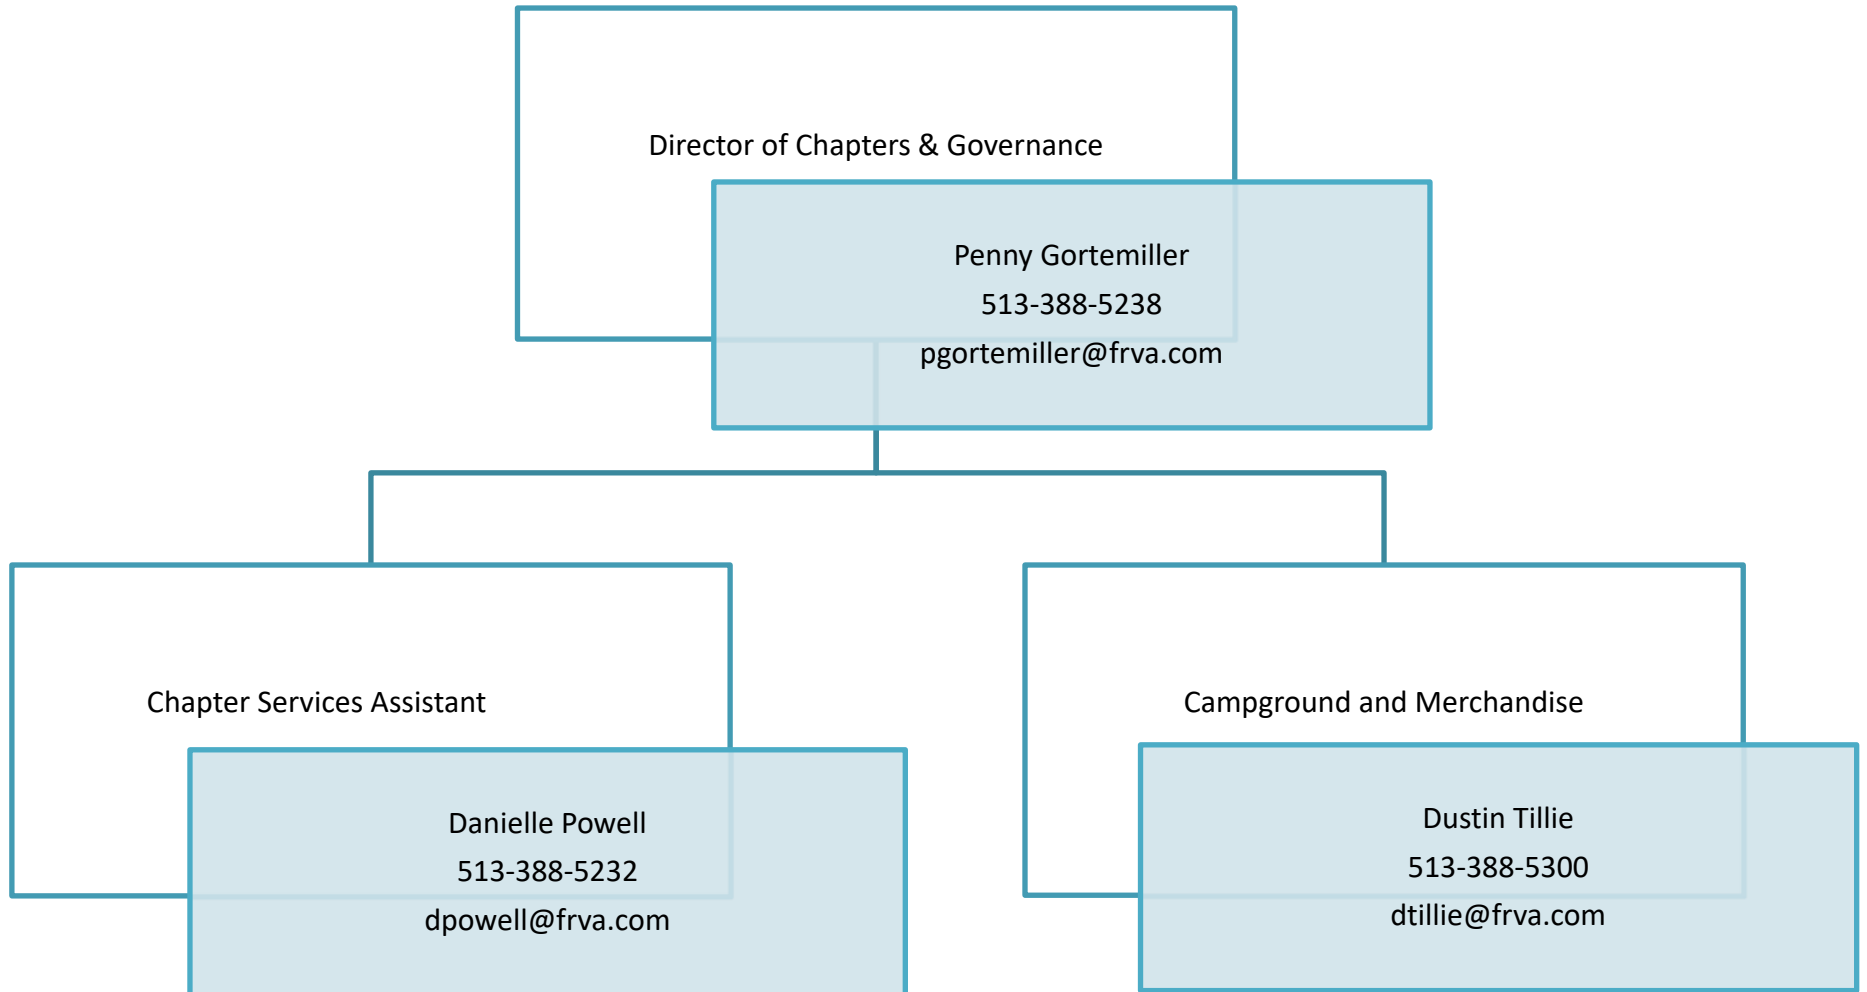 Director of Chapters & Governance
Penny Gortemiller
513-388-5238
pgortemiller@frva.com
Chapter Services Assistant
Danielle Powell
513-388-5232
dpowell@frva.com
Campground and Merchandise
Dustin Tillie
513-388-5300
dtillie@frva.com